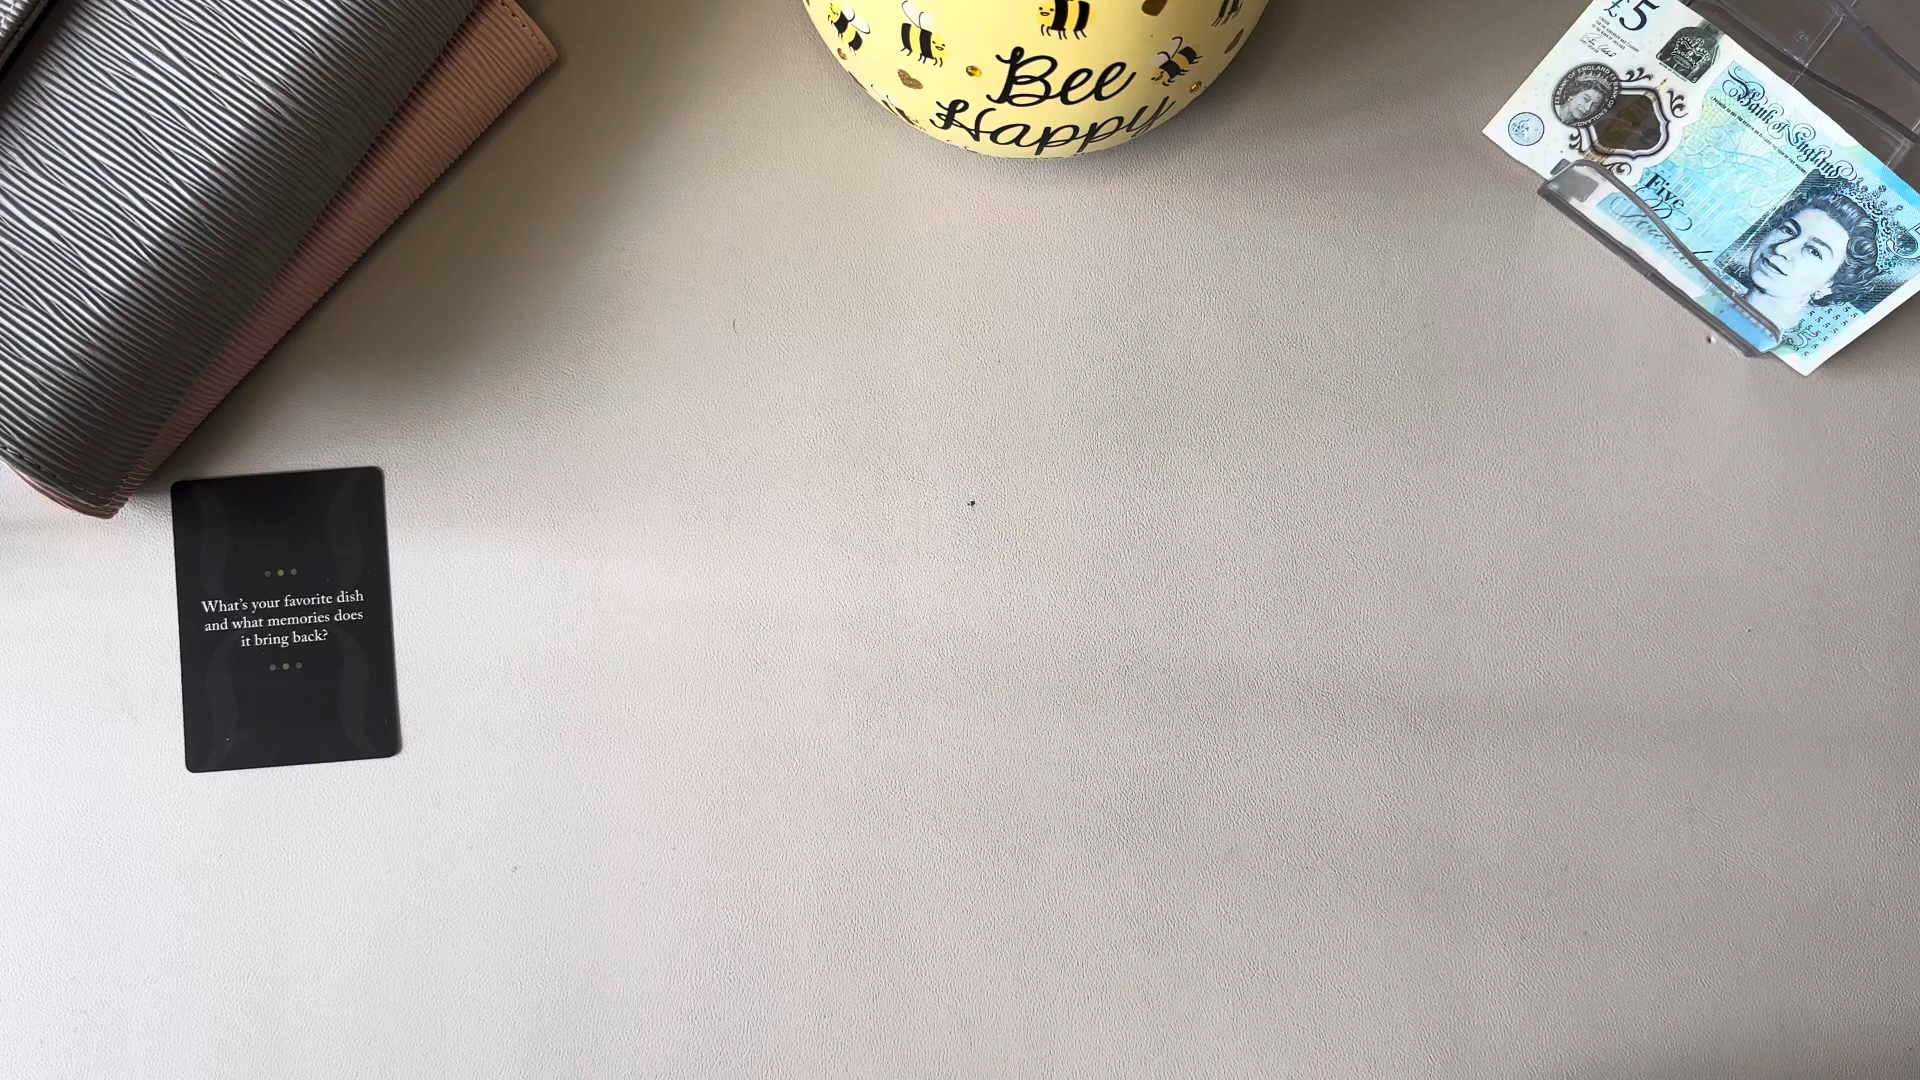 Bee
Happy
£5
Bank of England
Five
What's your favorite dish
and what memories does
it bring back?